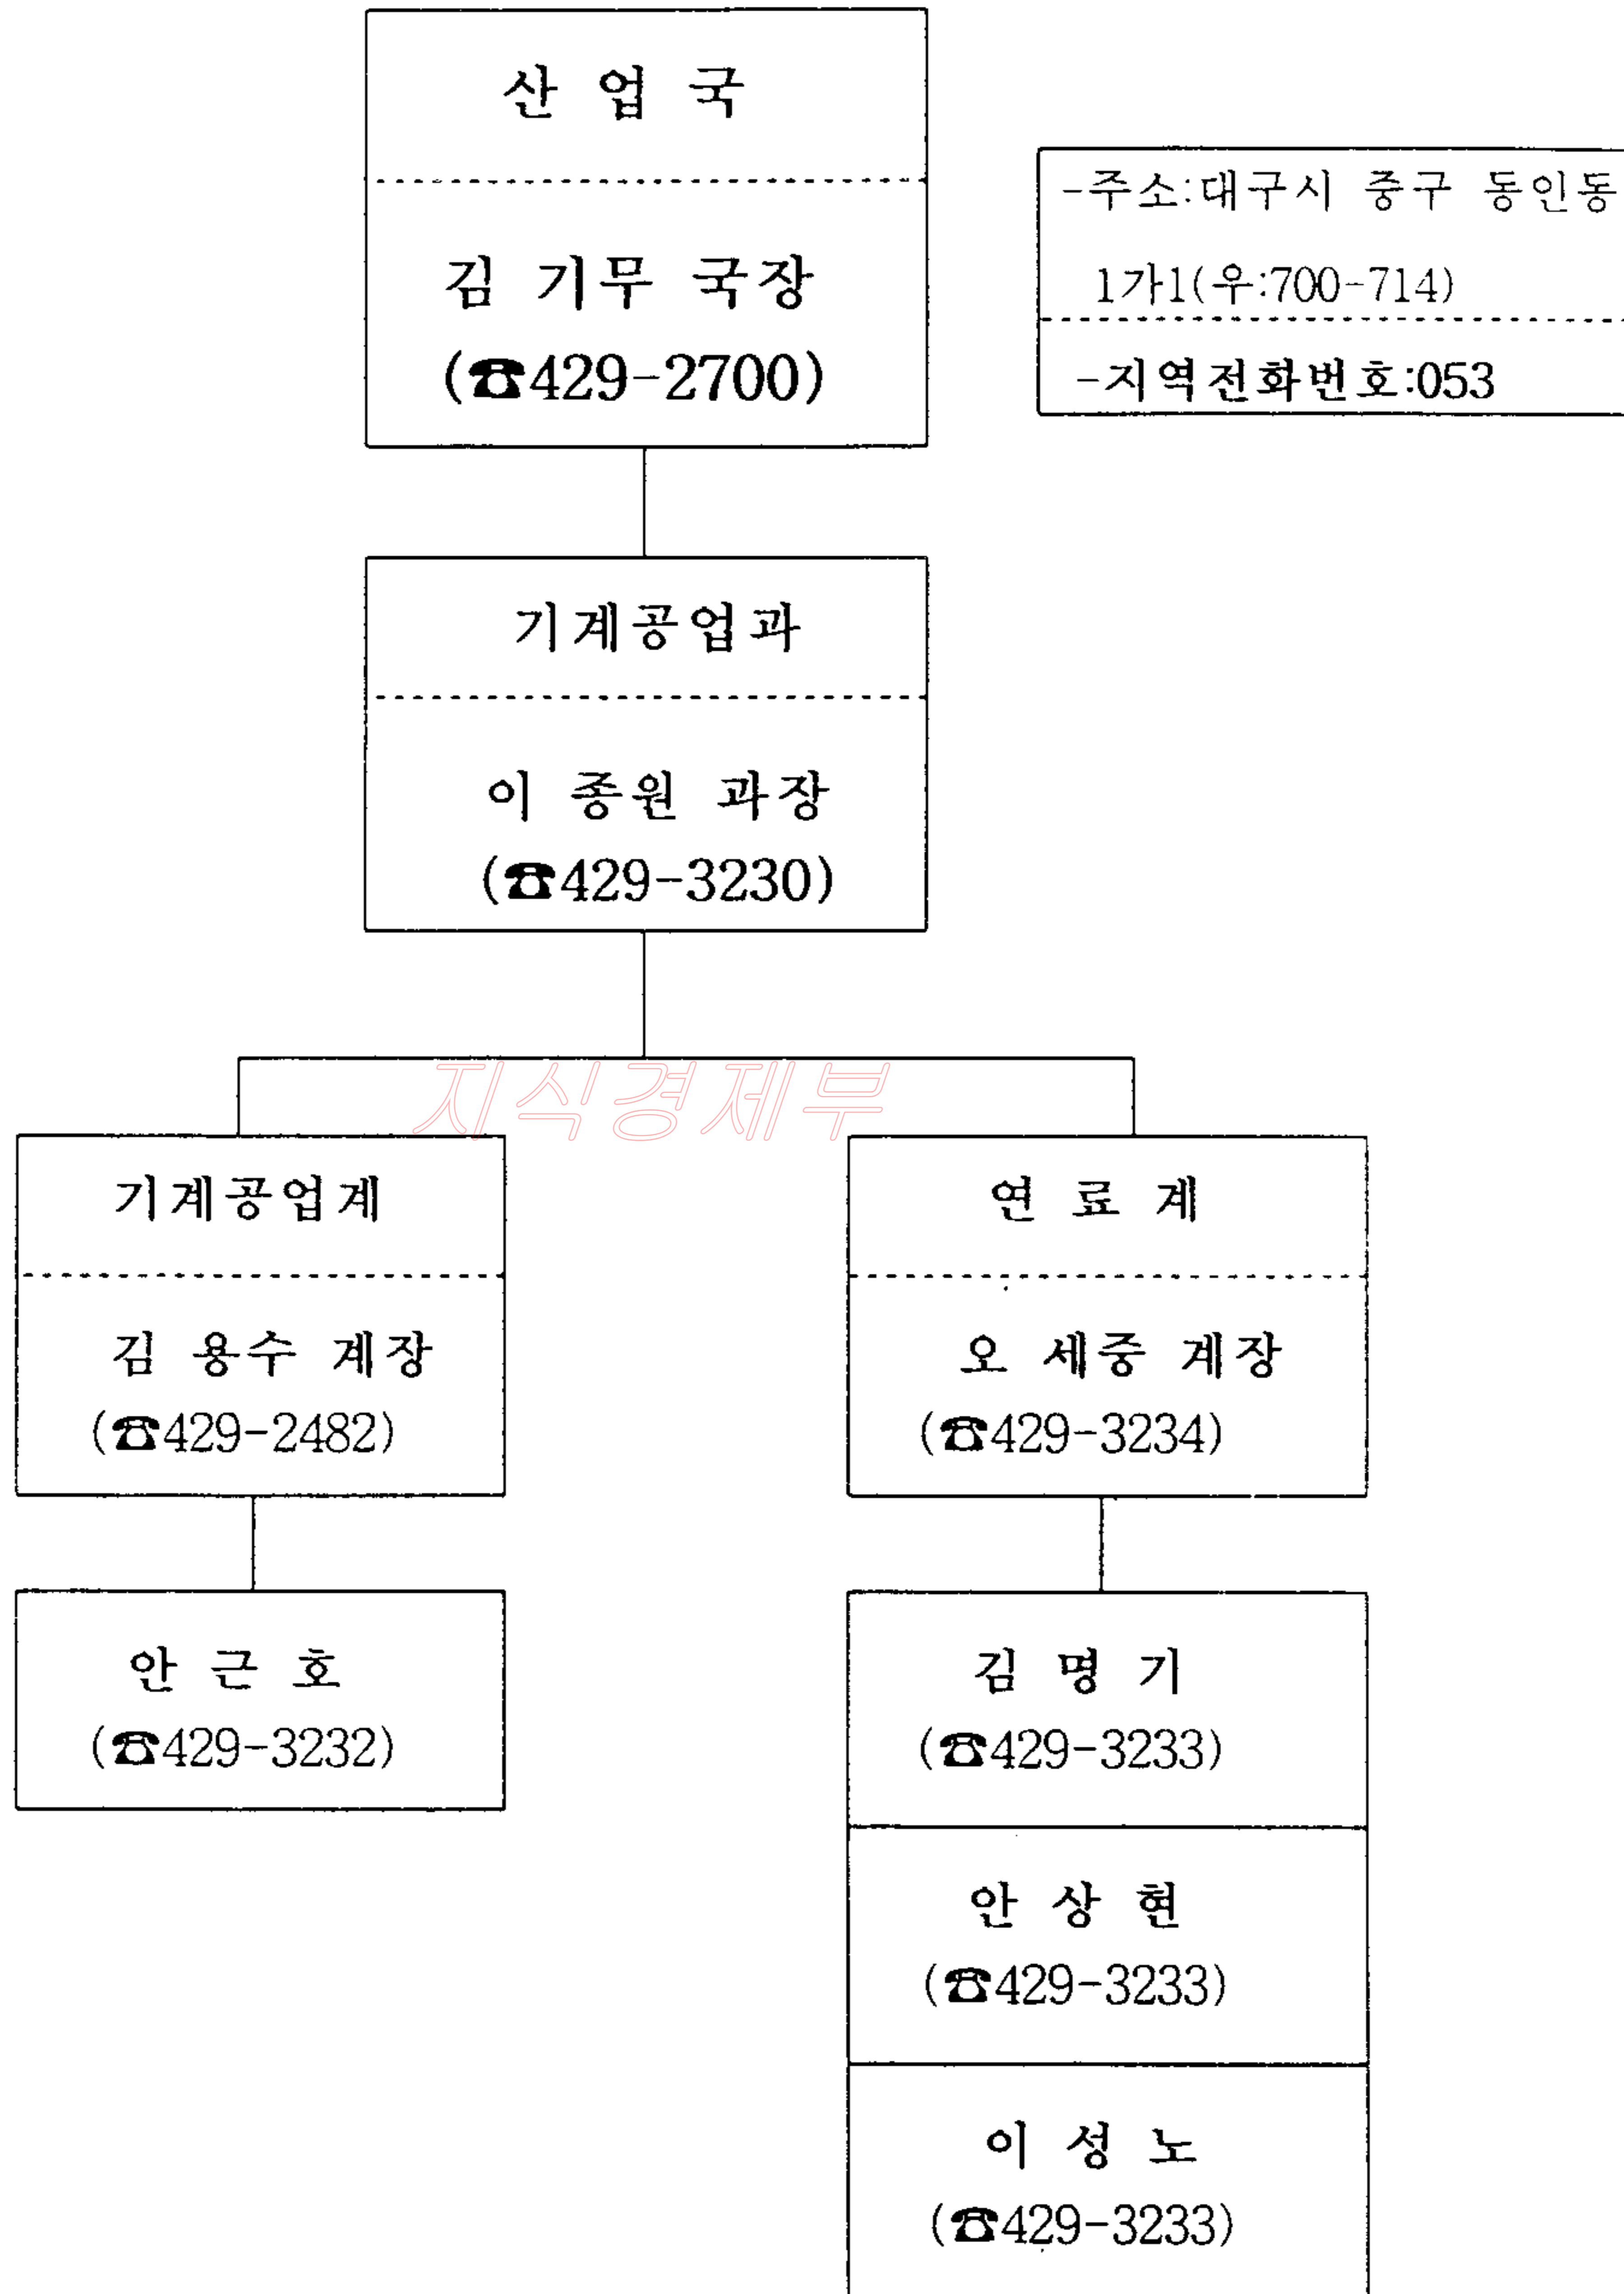 산 업 국
김 기무 국장
(☎429-2700)
-주소:대구시 중구 동인동
1가1(우:700-714)
-지역전화번호:053
기계공업과
이 종원 과장
(☎429-3230)
지식경제부
기계공업계
김 용수 계장
(☎429-2482)
안 근 호
(☎429-3232)
연 료 계
오 세중 계장
(☎429-3234)
김 명 기
(☎429-3233)
안 상 현
(☎429-3233)
이 성 노
(☎429-3233)